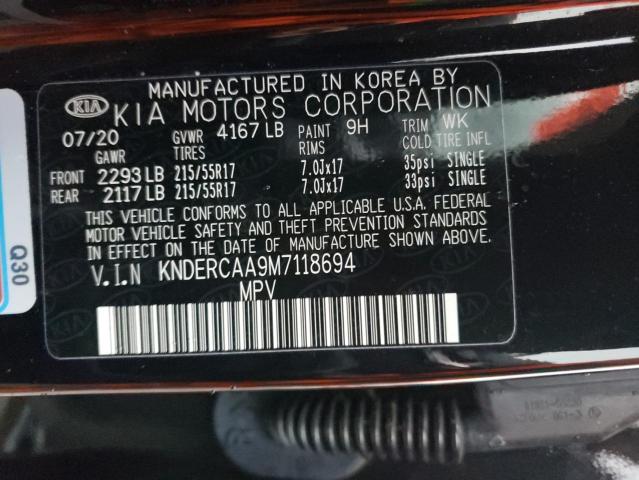 MANUFACTURED IN KOREA BY
KIA KIA MOTORS CORPORATION
07/20 GVWR 4167 LB PAINT 9H TRIM WK
GAWR TIRES RIMS COLD TIRE INFL
FRONT 2293 LB 215/55R17 7.0Jx17 35psi SINGLE
REAR 2117 LB 215/55R17 7.0Jx17 33psi SINGLE
THIS VEHICLE CONFORMS TO ALL APPLICABLE U.S.A. FEDERAL
MOTOR VEHICLE SAFETY AND THEFT PREVENTION STANDARDS
IN EFFECT ON THE DATE OF MANUFACTURE SHOWN ABOVE.
V.I.N KNDERCAA9M7118694
MPV
Q30